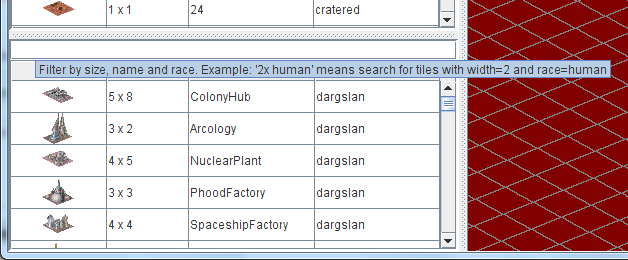 1 x 1 24 cratered
Filter by size, name and race. Example: '2x human' means search for tiles with width=2 and race=human
5 x 8 ColonyHub dargslan
3 x 2 Arcology dargslan
4 x 5 NuclearPlant dargslan
3 x 3 PhoodFactory dargslan
4 x 4 SpaceshipFactory dargslan